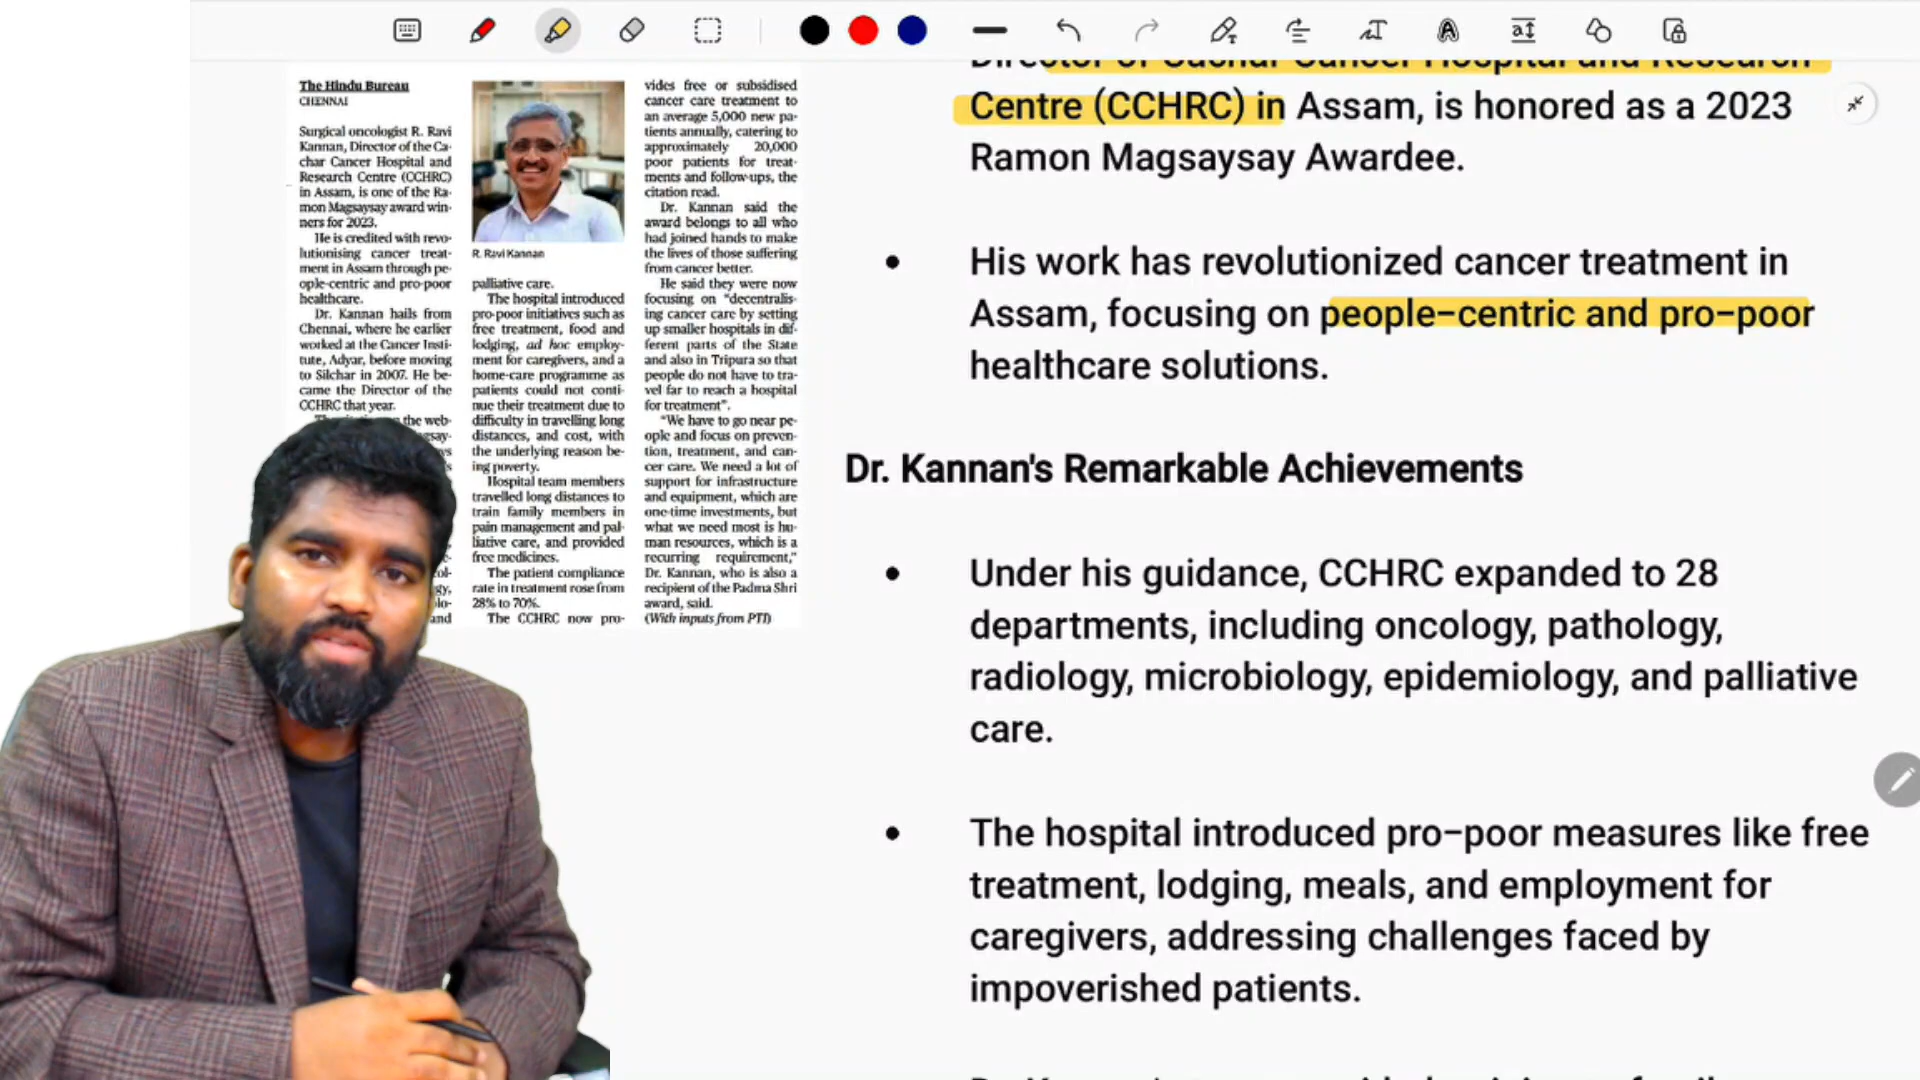 The Hindu Bureau
CHENNAI
Surgical oncologist R. Ravi
Kannan, Director of the Ca-
char Cancer Hospital and
Research Centre (CCHRC)
in Assam, is one of the Ra-
mon Magsaysay award win-
ners for 2023.
He is credited with revo-
lutionising cancer treat-
ment in Assam through pe-
ople-centric and pro-poor
healthcare.
Dr. Kannan hails from
Chennai, where he earlier
worked at the Cancer Insti-
tute, Adyar, before moving
to Silchar in 2007. He be-
came the Director of the
CCHRC that year.
the web-
and
R. Ravi Kannan
palliative care.
The hospital introduced
pro-poor initiatives such as
free treatment, food and
lodging, ad hoc employ-
ment for caregivers, and a
home-care programme as
patients could not conti-
nue their treatment due to
difficulty in travelling long
distances, and cost, with
the underlying reason be-
ing poverty.
Hospital team members
travelled long distances to
train family members in
pain management and pal-
liative care, and provided
free medicines.
The patient compliance
rate in treatment rose from
28% to 70%.
The CCHRC now pro-
vides free or subsidised
cancer care treatment to
an average 5,000 new pa-
tients annually, catering to
approximately 20,000
poor patients for treat-
ments and follow-ups, the
citation read.
Dr. Kannan said the
award belongs to all who
had joined hands to make
the lives of those suffering
from cancer better.
He said they were now
focusing on "decentralis-
ing cancer care by setting
up smaller hospitals in dif-
ferent parts of the State
and also in Tripura so that
people do not have to tra-
vel far to reach a hospital
for treatment".
"We have to go near pe-
ople and focus on preven-
tion, treatment, and can-
cer care. We need a lot of
support for infrastructure
and equipment, which are
one-time investments, but
what we need most is hu-
man resources, which is a
recurring requirement,"
Dr. Kannan, who is also a
recipient of the Padma Shri
award, said.
(With inputs from PTI)
Director of Cachar Cancer Hospital and Research
Centre (CCHRC) in Assam, is honored as a 2023
Ramon Magsaysay Awardee.
• His work has revolutionized cancer treatment in
Assam, focusing on people-centric and pro-poor
healthcare solutions.
Dr. Kannan's Remarkable Achievements
• Under his guidance, CCHRC expanded to 28
departments, including oncology, pathology,
radiology, microbiology, epidemiology, and palliative
care.
• The hospital introduced pro-poor measures like free
treatment, lodging, meals, and employment for
caregivers, addressing challenges faced by
impoverished patients.